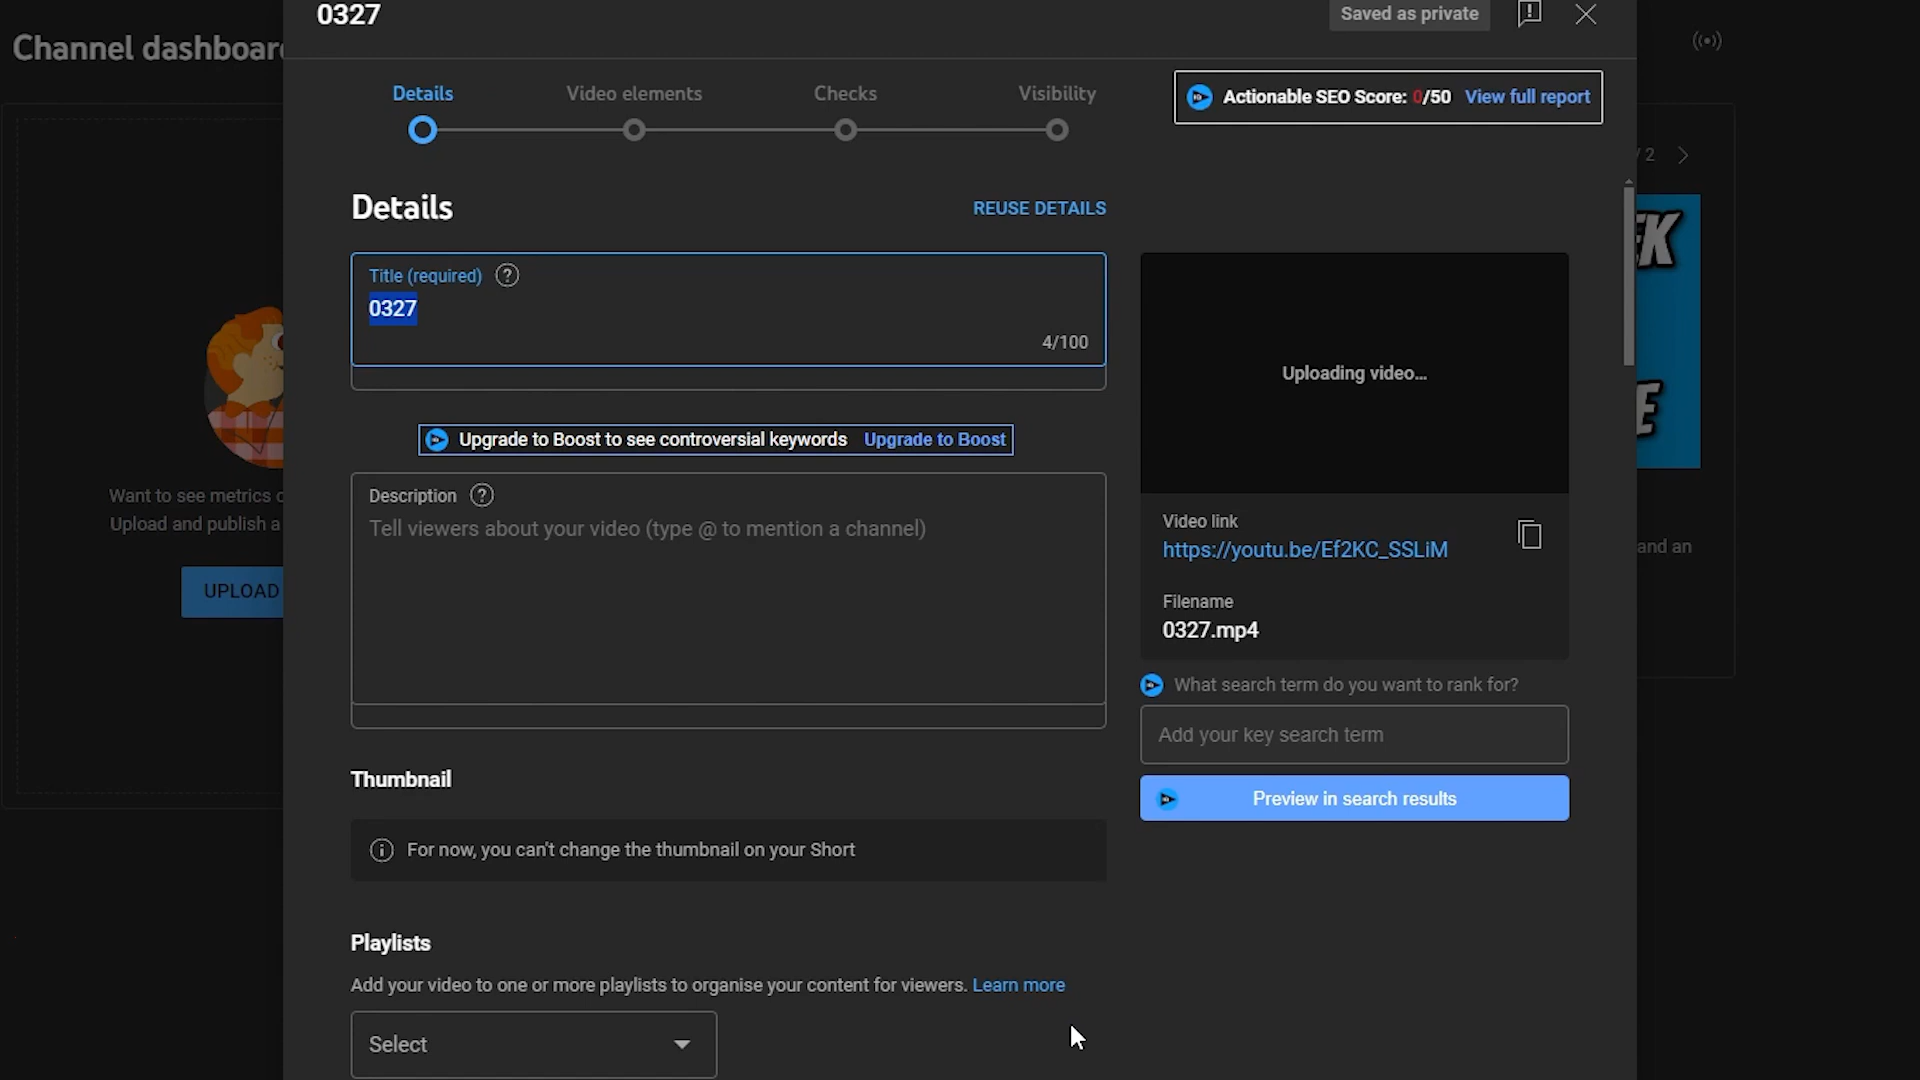 0327
Saved as private
Channel dashboar
Details
Video elements
Checks
Visibility
Actionable SEO Score: 0/50 View full report
/ 2
Details
REUSE DETAILS
Title (required)
0327
4/100
Upgrade to Boost to see controversial keywords Upgrade to Boost
Description
Tell viewers about your video (type @ to mention a channel)
Uploading video...
Video link
https://youtu.be/Ef2KC_SSLiM
Filename
0327.mp4
What search term do you want to rank for?
Add your key search term
Preview in search results
Want to see metrics
Upload and publish a
UPLOAD
EK
E
and an
Thumbnail
For now, you can't change the thumbnail on your Short
Playlists
Add your video to one or more playlists to organise your content for viewers. Learn more
Select